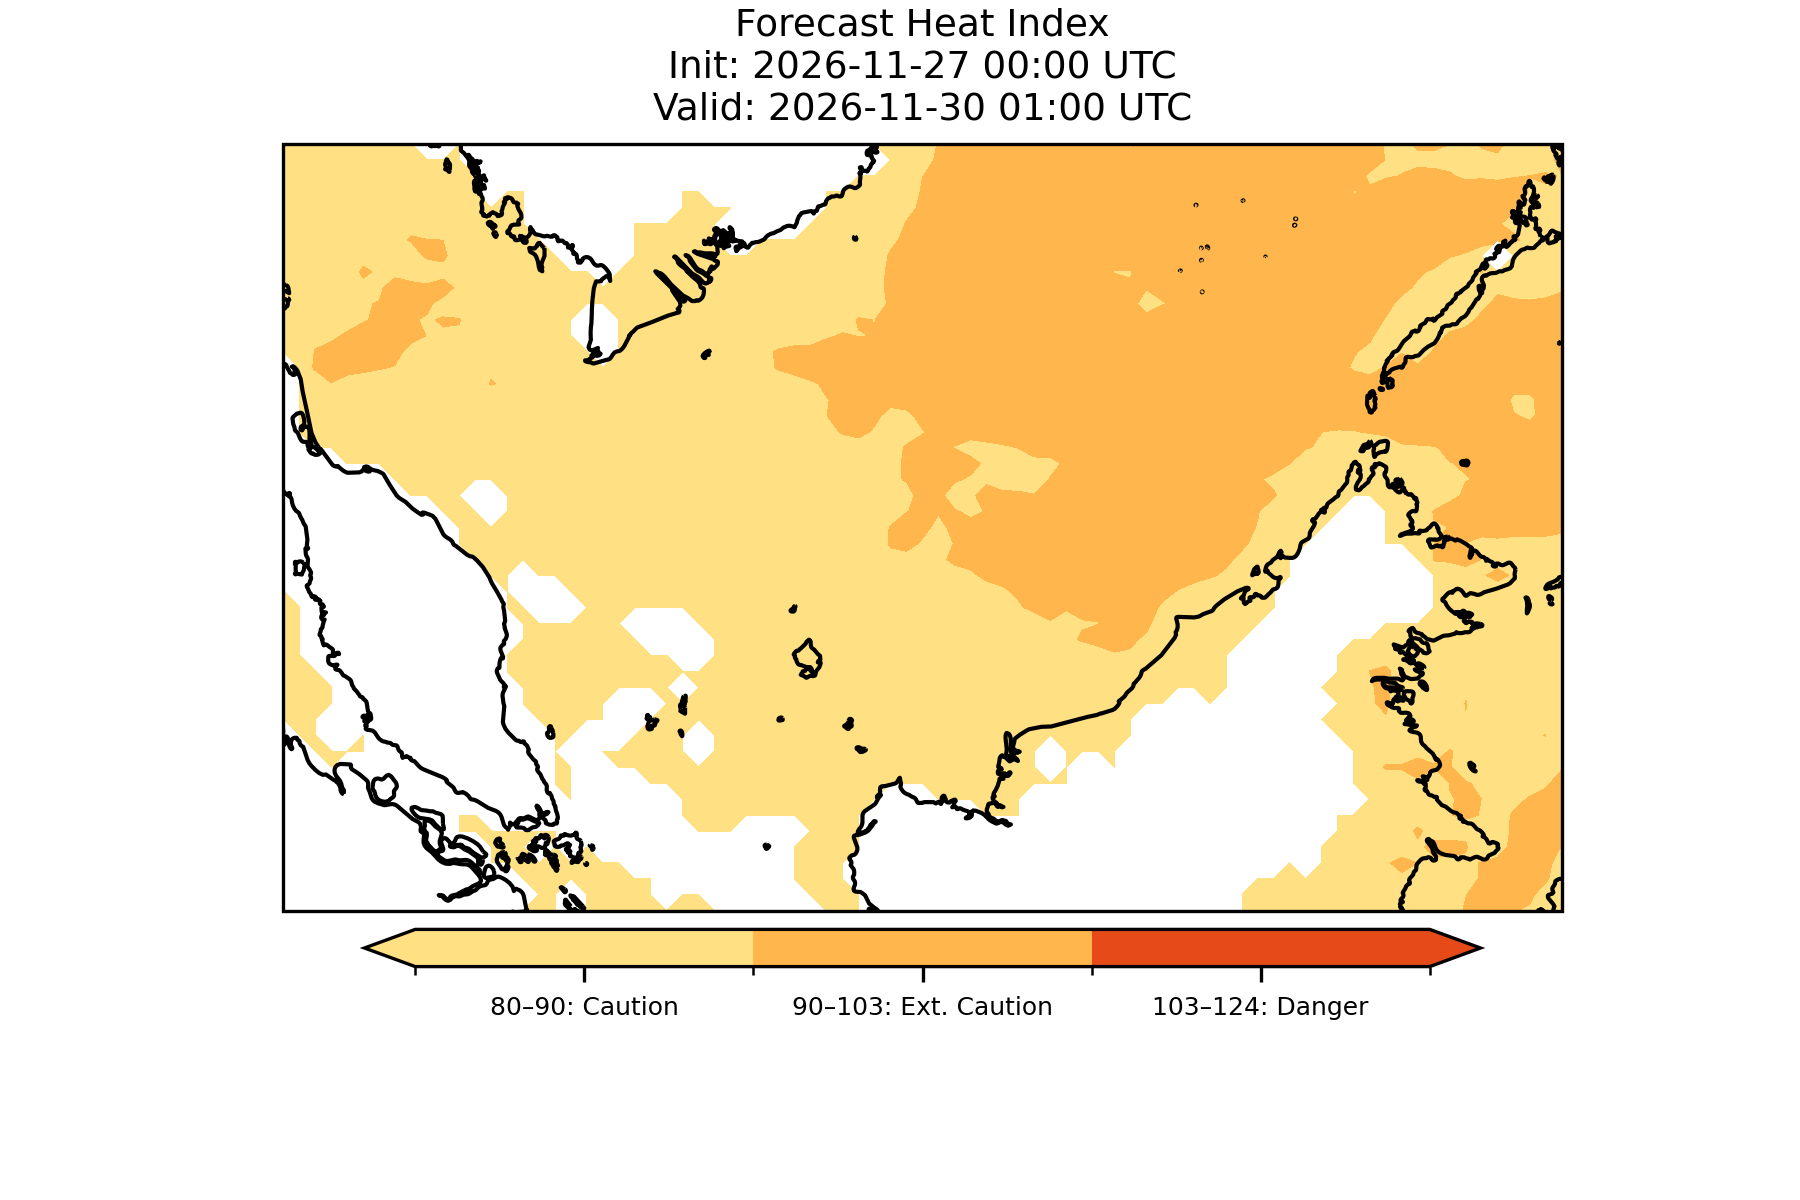 Forecast Heat Index
Init: 2026-11-27 00:00 UTC
Valid: 2026-11-30 01:00 UTC
80–90: Caution
90–103: Ext. Caution
103–124: Danger